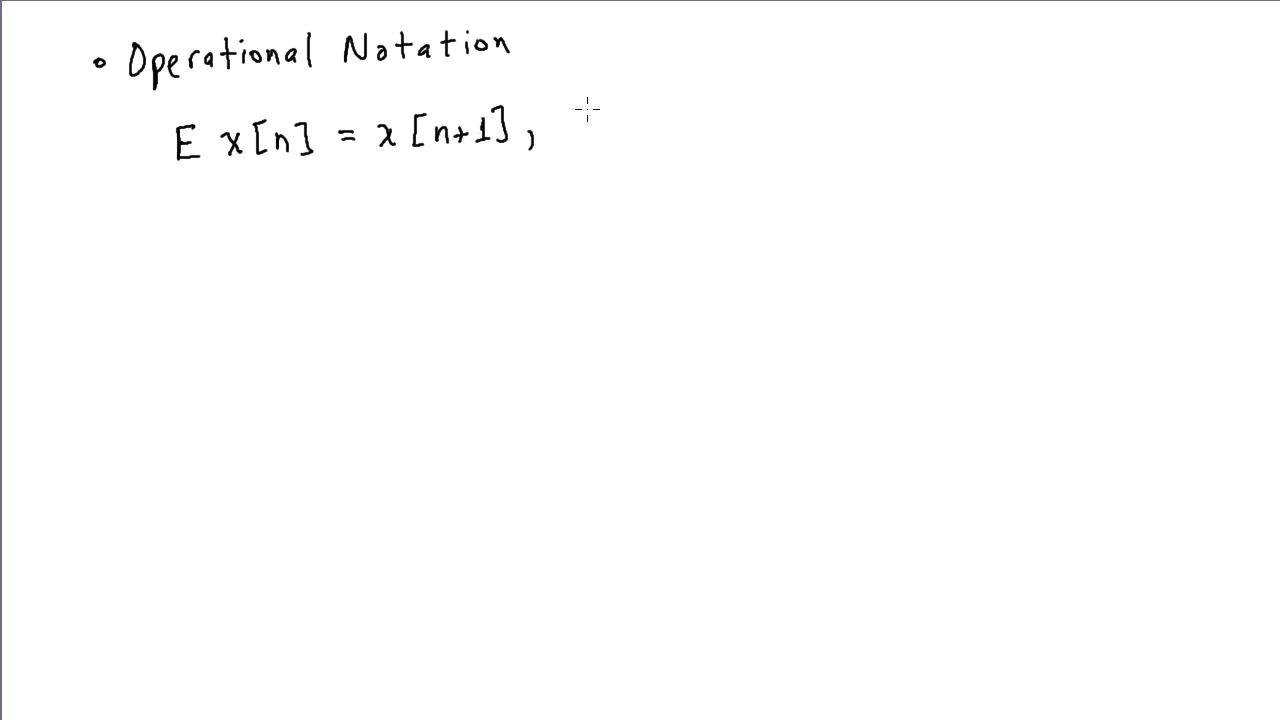 • Operational Notation
E x[n] = x[n+1],